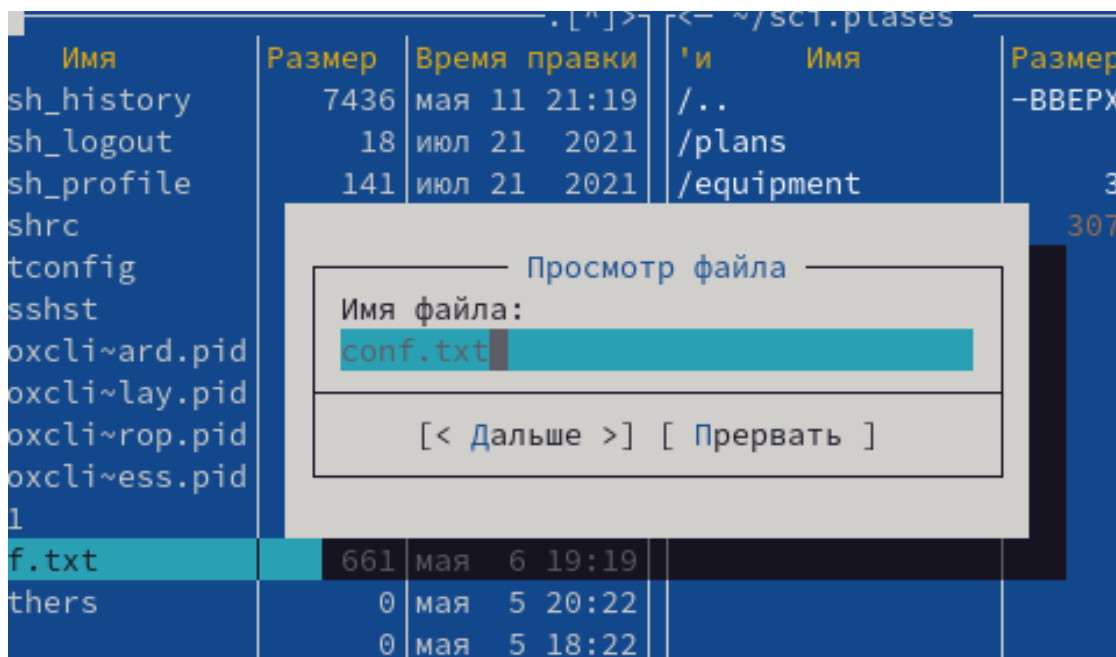 .[^]> <— ~/sci.plases
Имя Размер Время правки 'и Имя Размер
sh_history 7436 мая 11 21:19 /.. -ВВЕРХ
sh_logout 18 июл 21 2021 /plans
sh_profile 141 июл 21 2021 /equipment 3
shrc 307
Просмотр файла
tconfig
Имя файла:
sshst
conf.txt
oxcli~ard.pid
oxcli~lay.pid
[< Дальше >] [ Прервать ]
oxcli~rop.pid
oxcli~ess.pid
1
f.txt 661 мая 6 19:19
thers 0 мая 5 20:22
0 мая 5 18:22